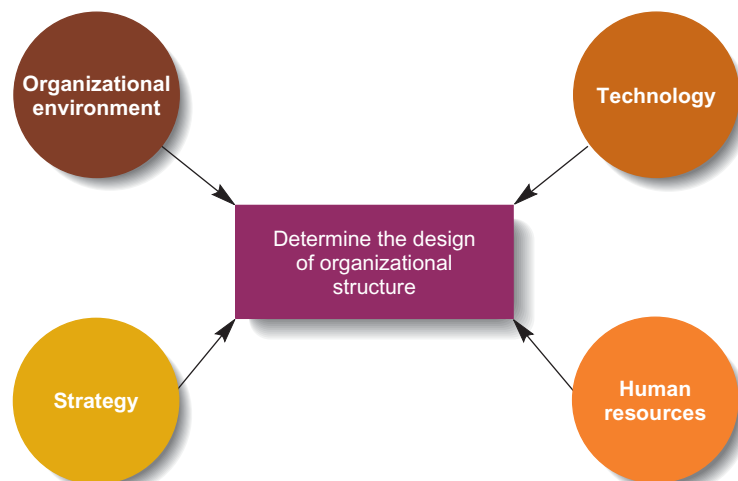 Organizational
environment
Technology
Determine the design
of organizational
structure
Strategy
Human
resources